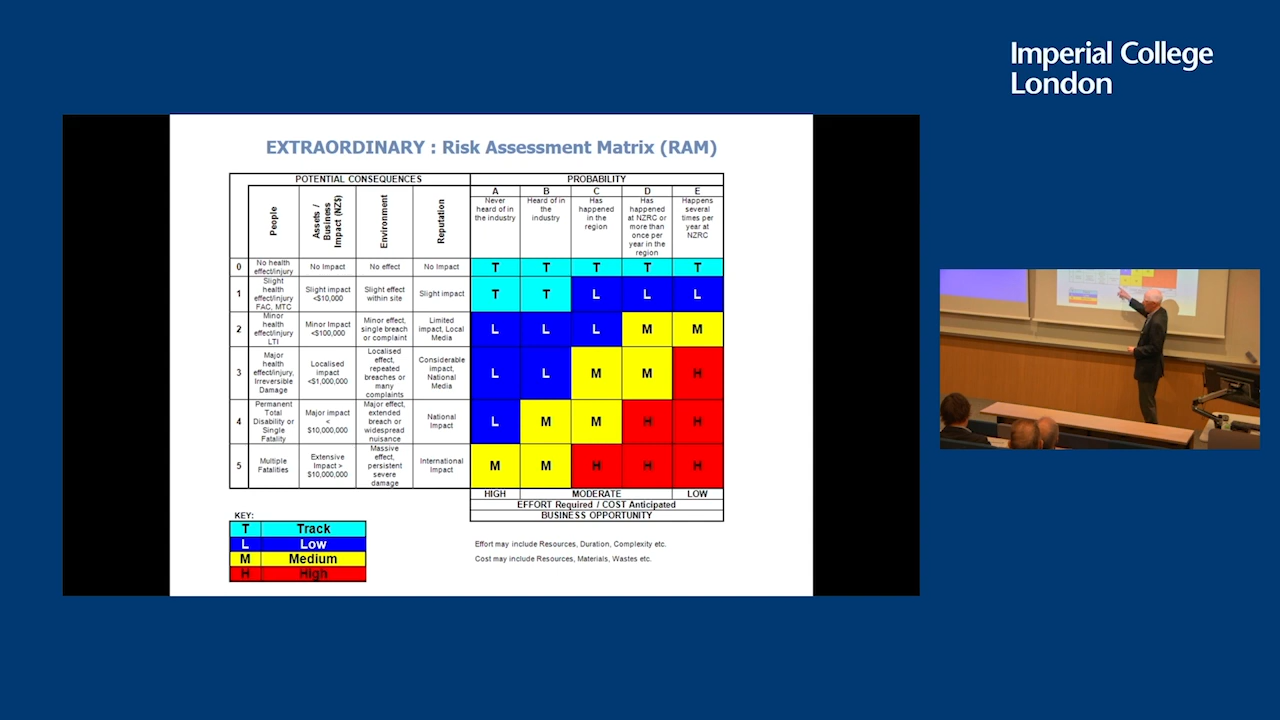 Imperial College
London
EXTRAORDINARY : Risk Assessment Matrix (RAM)
POTENTIAL CONSEQUENCES
PROBABILITY
People
Assets /
Business
Impact (NZ$)
Environment
Reputation
A
Never
heard of in
the industry
B
Heard of in
the
industry
C
Has
happened
in the
region
D
Has
happened
at NZRC or
more than
once per
year in the
region
E
Happens
several
times per
year at
NZRC
0
No health
effect/injury
No Impact
No effect
No Impact
T
T
T
T
T
1
Slight
health
effect/injury
FAC, MTC
Slight impact
<$10,000
Slight effect
within site
Slight impact
T
T
L
L
L
2
Minor
health
effect/injury
LTI
Minor Impact
<$100,000
Minor effect,
single breach
or complaint
Limited
impact, Local
Media
L
L
L
M
M
3
Major
health
effect/injury,
Irreversible
Damage
Localised
impact
<$1,000,000
Localised
effect,
repeated
breaches or
many
complaints
Considerable
impact,
National
Media
L
L
M
M
H
4
Permanent
Total
Disability or
Single
Fatality
Major impact
<
$10,000,000
Major effect,
extended
breach or
widespread
nuisance
National
Impact
L
M
M
H
H
5
Multiple
Fatalities
Extensive
Impact >
$10,000,000
Massive
effect,
persistent
severe
damage
International
Impact
M
M
H
H
H
HIGH
MODERATE
LOW
EFFORT Required / COST Anticipated
BUSINESS OPPORTUNITY
KEY:
T Track
L Low
M Medium
H High
Effort may include Resources, Duration, Complexity etc.
Cost may include Resources, Materials, Wastes etc.